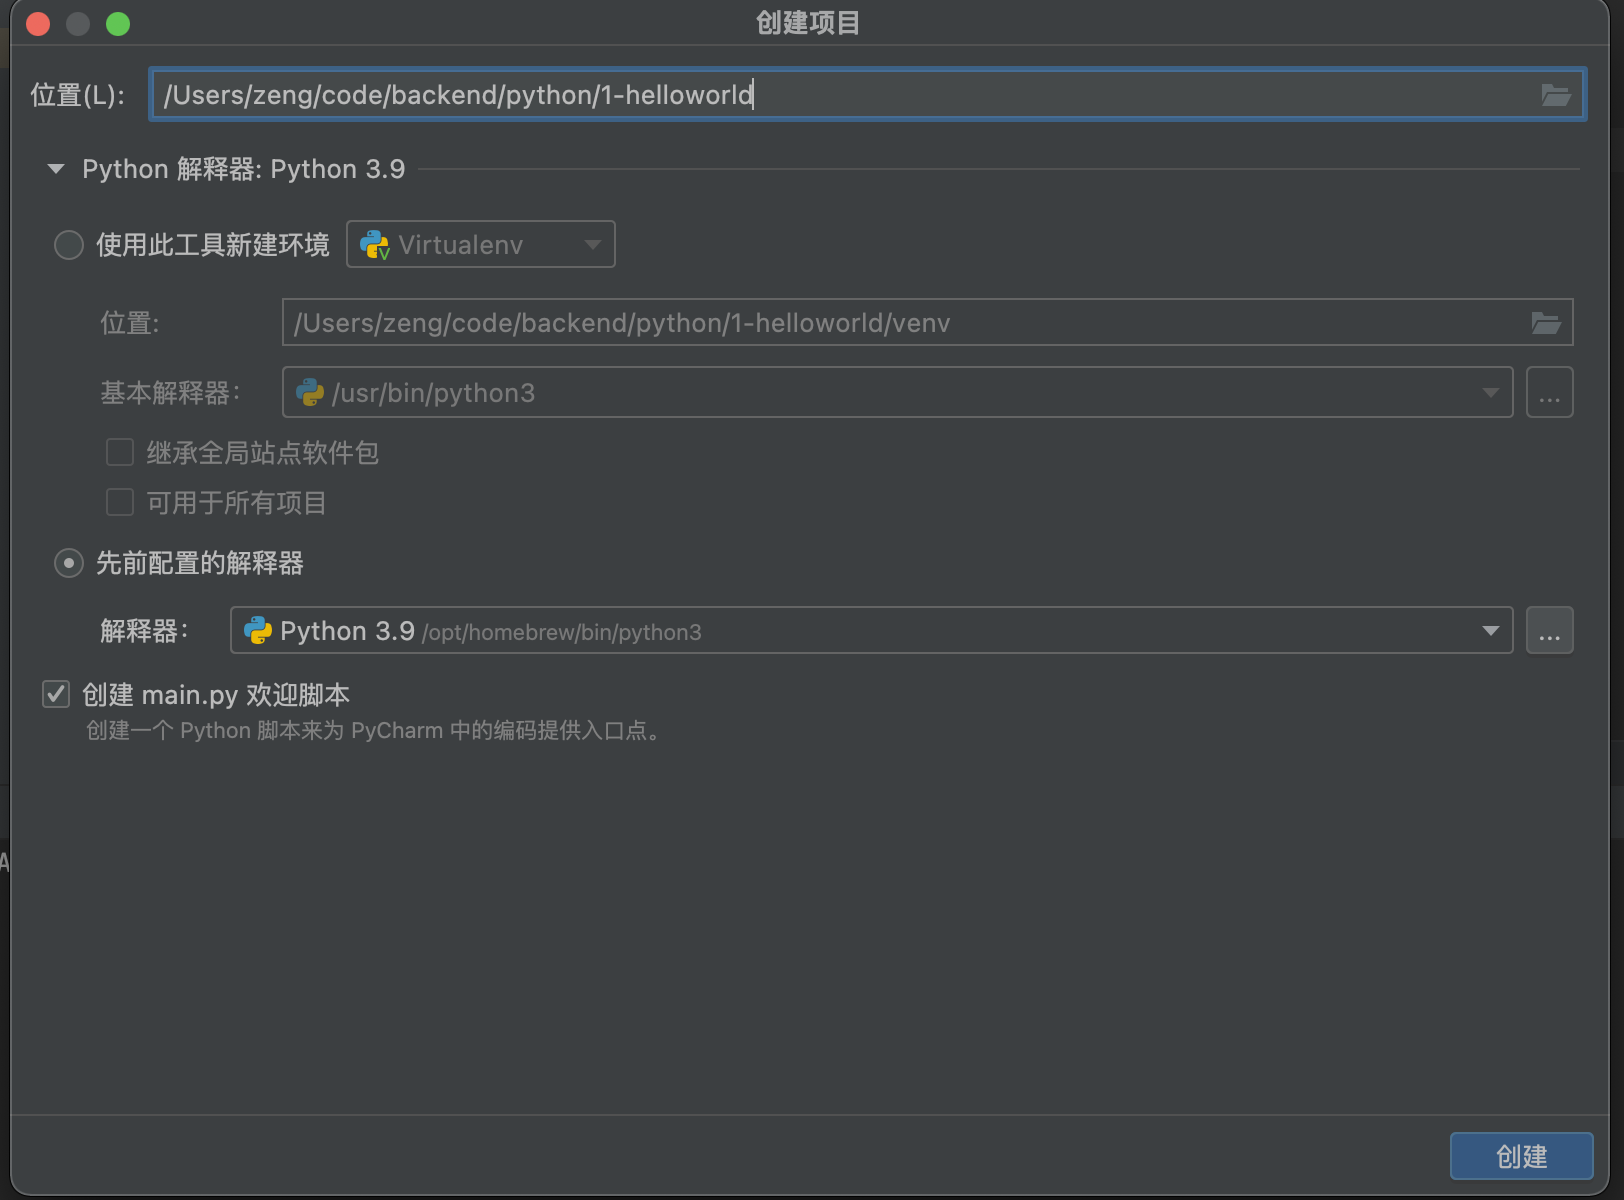 创建项目
位置(L): /Users/zeng/code/backend/python/1-helloworld
Python 解释器: Python 3.9
使用此工具新建环境 Virtualenv
位置: /Users/zeng/code/backend/python/1-helloworld/venv
基本解释器: /usr/bin/python3 ...
继承全局站点软件包
可用于所有项目
先前配置的解释器
解释器: Python 3.9 /opt/homebrew/bin/python3 ...
创建 main.py 欢迎脚本
创建一个 Python 脚本来为 PyCharm 中的编码提供入口点。
A
创建